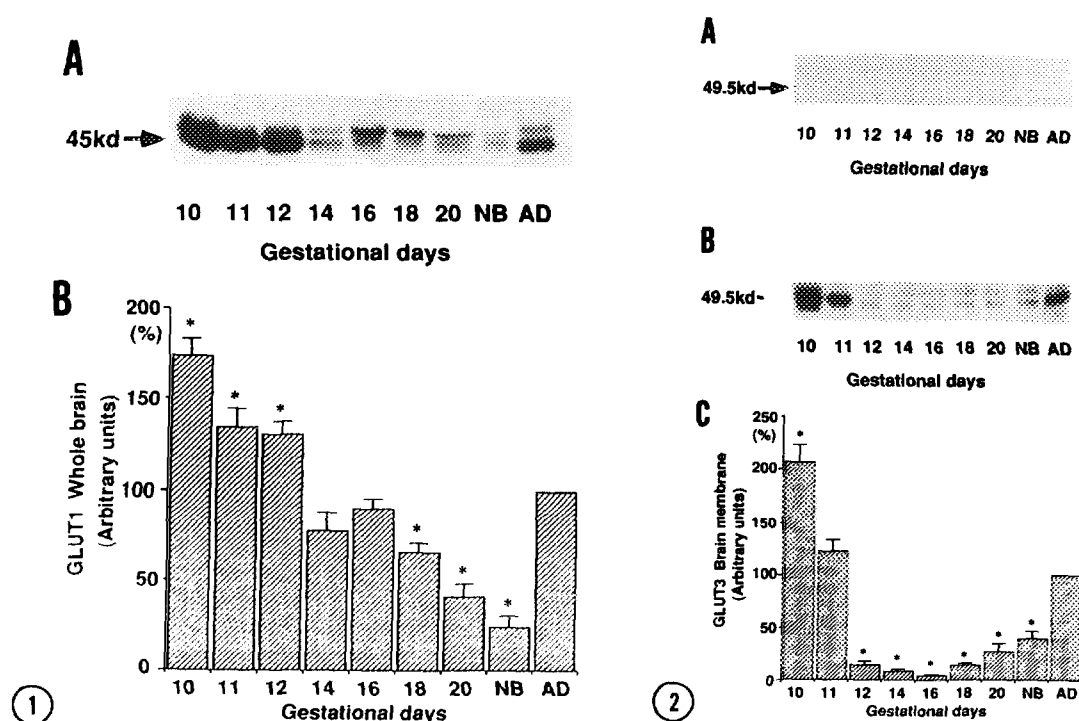 A
45kd
10 11 12 14 16 18 20 NB AD
Gestational days
B
GLUT1 Whole brain
(Arbitrary units)
200
(%)
150
100
50
0
* * * * * *
10 11 12 14 16 18 20 NB AD
Gestational days
1
A
49.5kd
10 11 12 14 16 18 20 NB AD
Gestational days
B
49.5kd-
10 11 12 14 16 18 20 NB AD
Gestational days
C
GLUT3 Brain membrane
(Arbitrary units)
250
(%)
200
150
100
50
0
* * * * * * *
10 11 12 14 16 18 20 NB AD
Gestational days
2